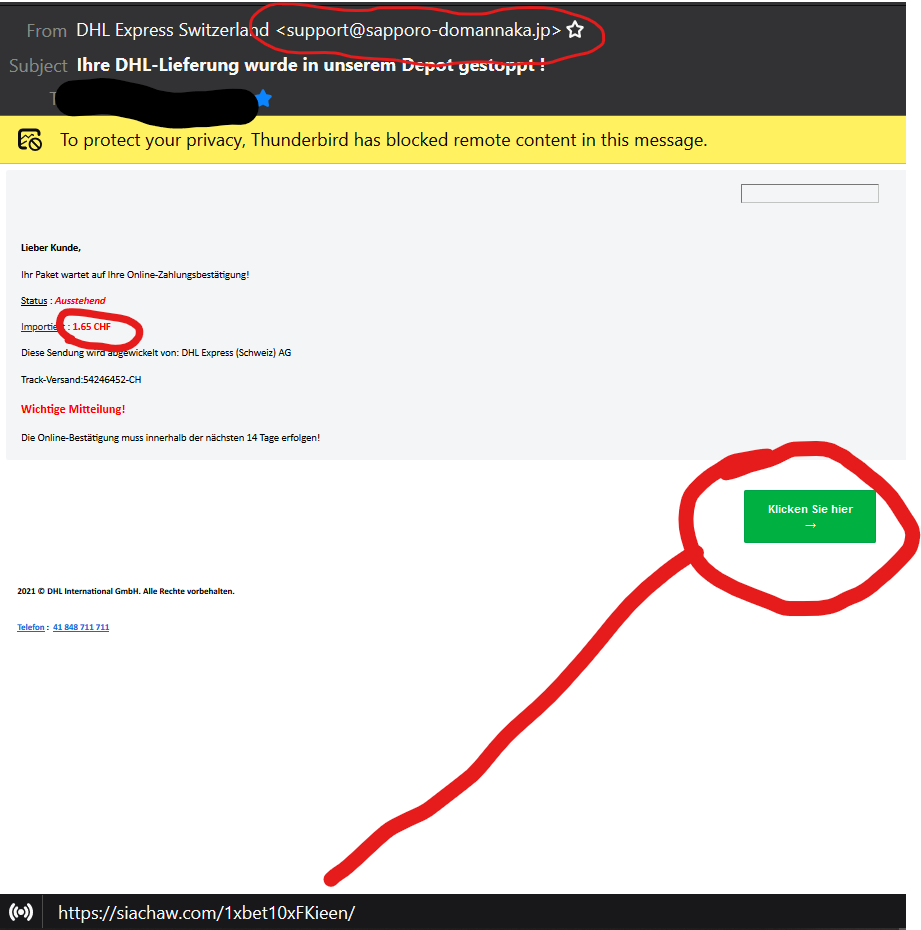 From DHL Express Switzerland <support@sapporo-domannaka.jp>
Subject Ihre DHL-Lieferung wurde in unserem Depot gestoppt !
To protect your privacy, Thunderbird has blocked remote content in this message.
Lieber Kunde,
Ihr Paket wartet auf Ihre Online-Zahlungsbestätigung!
Status : Ausstehend
: 1.65 CHF
Diese Sendung wird abgewickelt von: DHL Express (Schweiz) AG
Track-Versand:54246452-CH
Wichtige Mitteilung!
Die Online-Bestätigung muss innerhalb der nächsten 14 Tage erfolgen!
Klicken Sie hier
→
2021 © DHL International GmbH. Alle Rechte vorbehalten.
Telefon : 41 848 711 711
https://siachaw.com/1xbet10xFKieen/